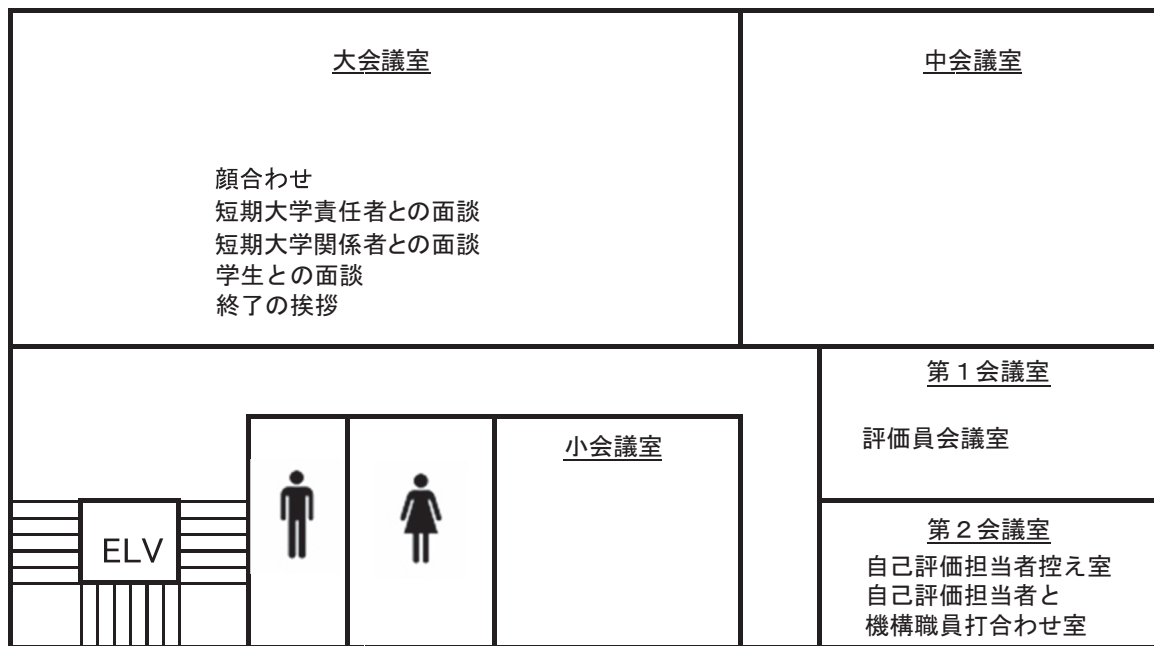 大会議室
顔合わせ
短期大学責任者との面談
短期大学関係者との面談
学生との面談
終了の挨拶
中会議室
第１会議室
評価員会議室
小会議室
ELV
第２会議室
自己評価担当者控え室
自己評価担当者と
機構職員打合わせ室